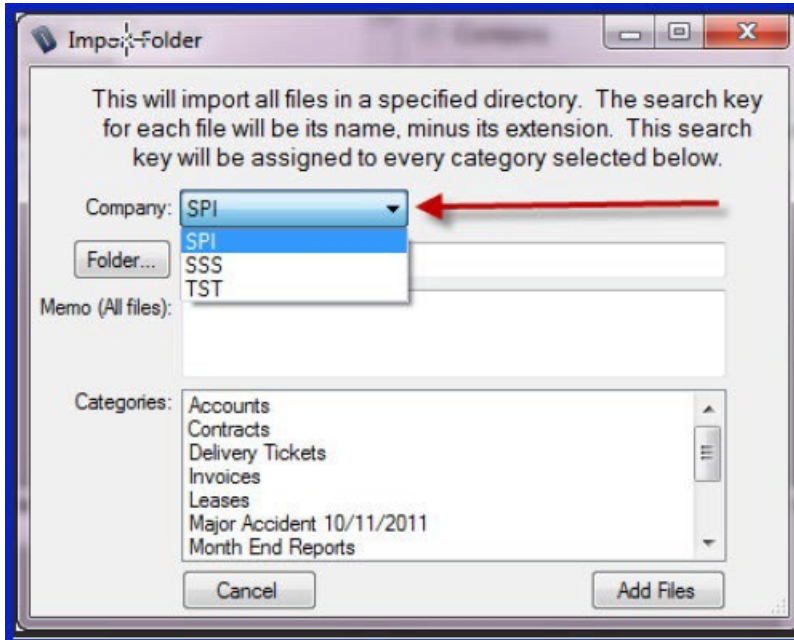 Import Folder
This will import all files in a specified directory. The search key
for each file will be its name, minus its extension. This search
key will be assigned to every category selected below.
Company: SPI
SPI
Folder... SSS
TST
Memo (All files):
Categories: Accounts
Contracts
Delivery Tickets
Invoices
Leases
Major Accident 10/11/2011
Month End Reports
Cancel Add Files